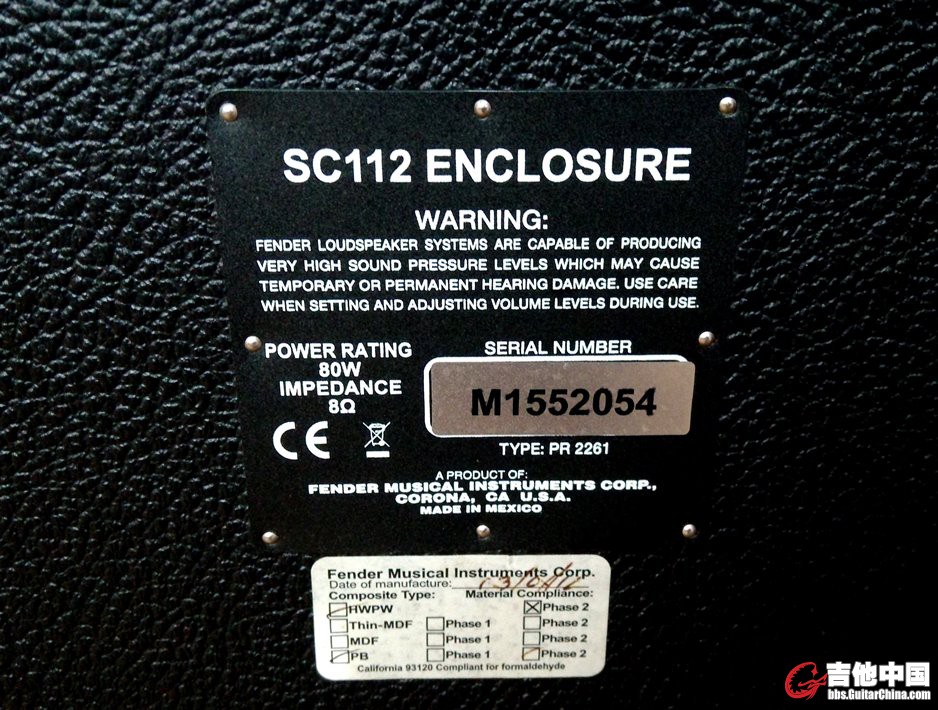 SC112 ENCLOSURE
WARNING:
FENDER LOUDSPEAKER SYSTEMS ARE CAPABLE OF PRODUCING
VERY HIGH SOUND PRESSURE LEVELS WHICH MAY CAUSE
TEMPORARY OR PERMANENT HEARING DAMAGE. USE CARE
WHEN SETTING AND ADJUSTING VOLUME LEVELS DURING USE.
POWER RATING
80W
IMPEDANCE
8Ω
CE
SERIAL NUMBER
M1552054
TYPE: PR 2261
A PRODUCT OF:
FENDER MUSICAL INSTRUMENTS CORP.,
CORONA, CA U.S.A.
MADE IN MEXICO
Fender Musical Instruments Corp.
Date of manufacture:
Composite Type: Material Compliance:
HWPW Phase 2
Thin-MDF Phase 1 Phase 2
MDF Phase 1 Phase 2
PB Phase 1 Phase 2
California 93120 Compliant for formaldehyde
吉他中国
bbs.GuitarChina.com